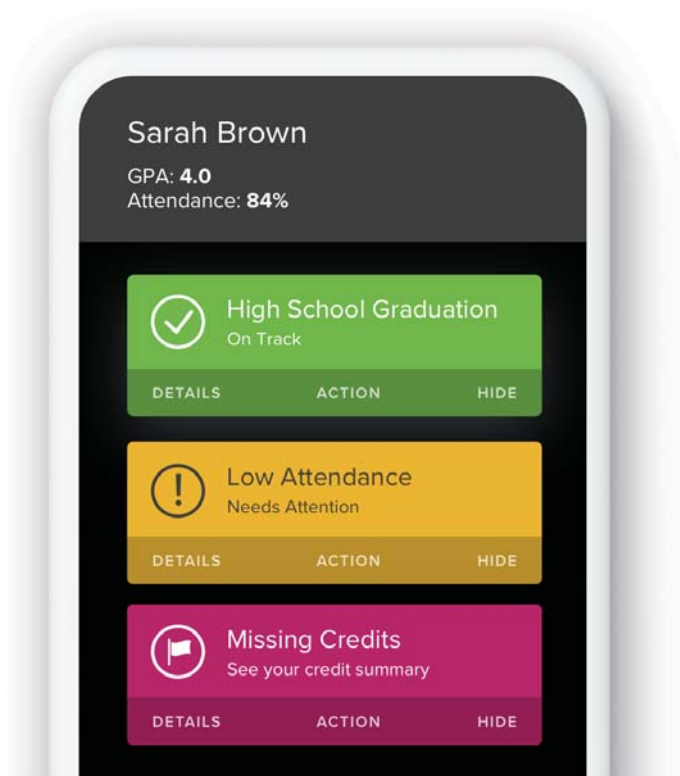 Sarah Brown
GPA: 4.0
Attendance: 84%
High School Graduation
On Track
DETAILS ACTION HIDE
Low Attendance
Needs Attention
DETAILS ACTION HIDE
Missing Credits
See your credit summary
DETAILS ACTION HIDE